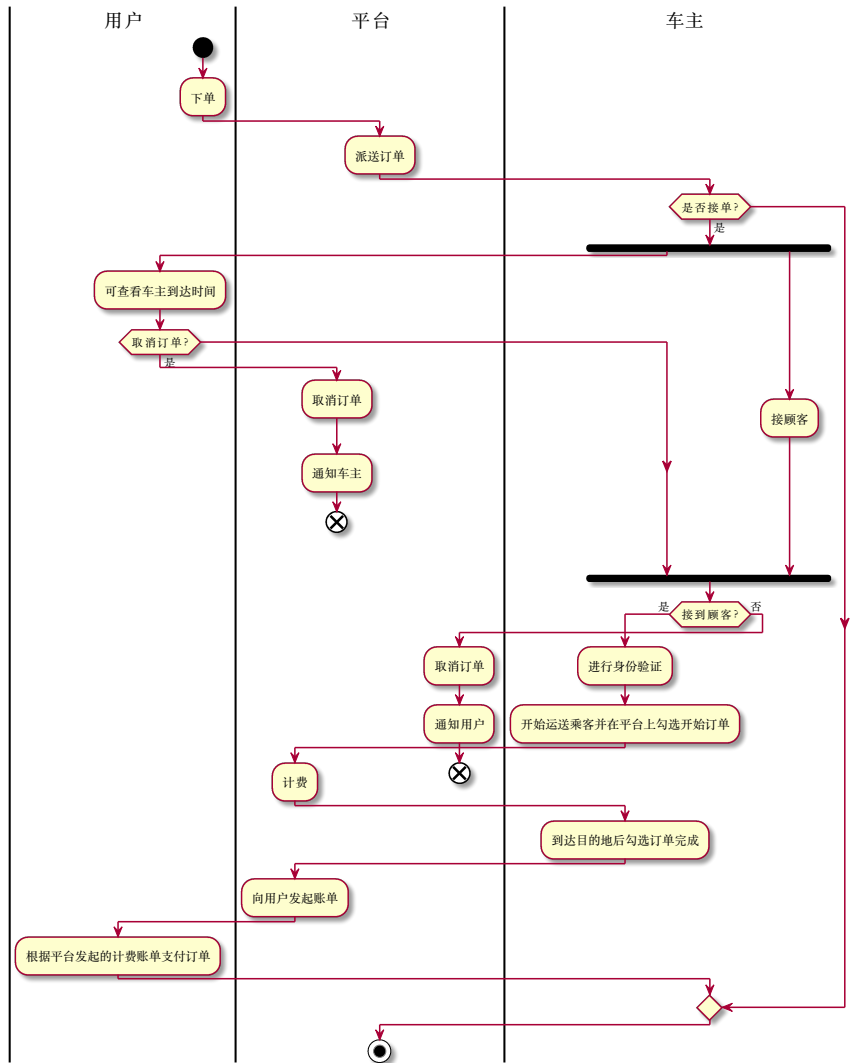 用户
平台
车主
下单
派送订单
是否接单?
是
可查看车主到达时间
取消订单?
是
取消订单
接顾客
通知车主
是
接到顾客?
否
取消订单
进行身份验证
通知用户
开始运送乘客并在平台上勾选开始订单
计费
到达目的地后勾选订单完成
向用户发起账单
根据平台发起的计费账单支付订单